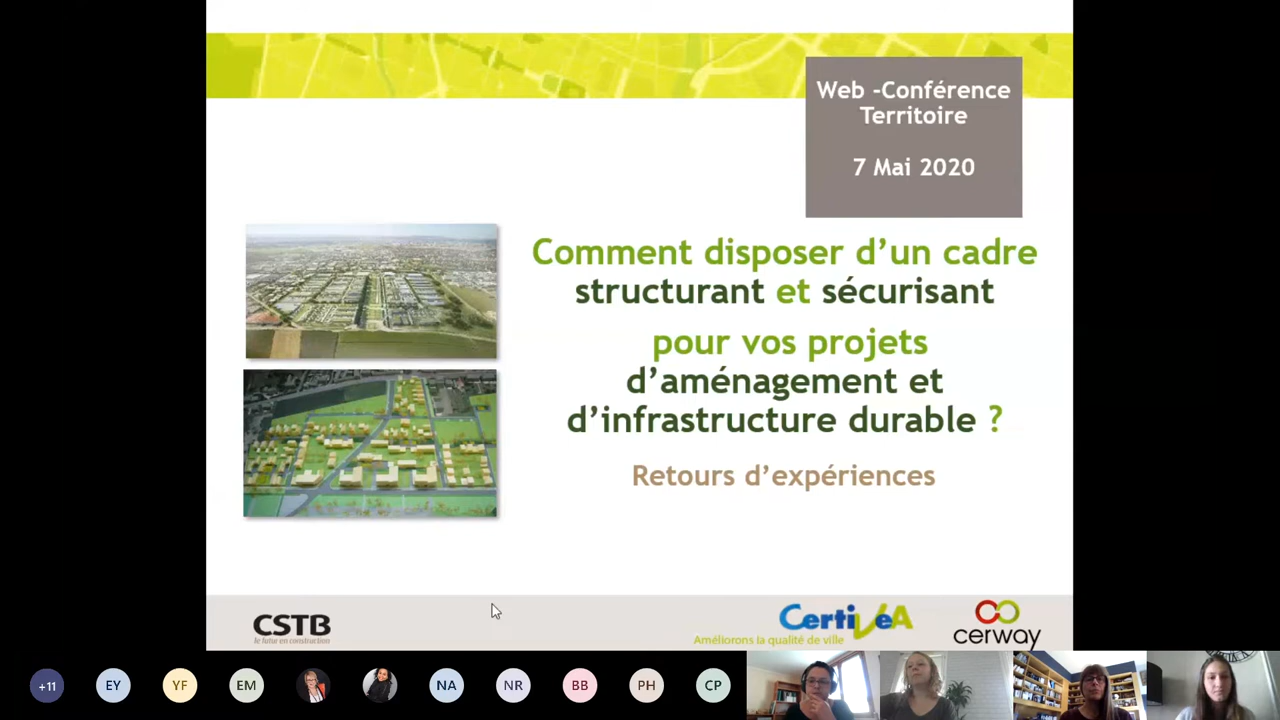 Web -Conférence
Territoire
7 Mai 2020
Comment disposer d’un cadre
structurant et sécurisant
pour vos projets
d’aménagement et
d’infrastructure durable ?
Retours d’expériences
CSTB
le futur en construction
CertiVéA
Améliorons la qualité de ville
cerway
+11
EY
YF
EM
NA
NR
BB
PH
CP